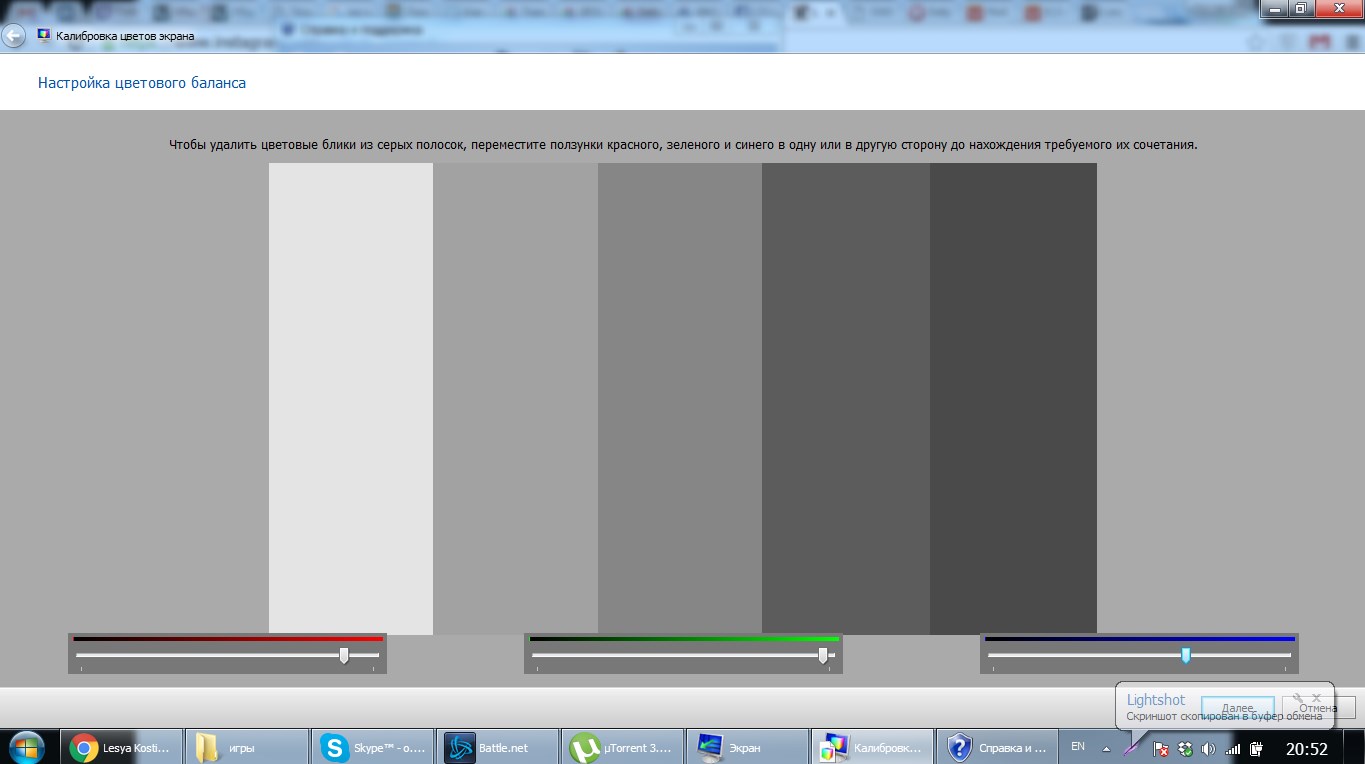 Калибровка цветов экрана
Настройка цветового баланса
Чтобы удалить цветовые блики из серых полосок, переместите ползунки красного, зеленого и синего в одну или в другую сторону до нахождения требуемого их сочетания.
Lightshot
Далее
Отмена
Скриншот скопирован в буфер обмена
Lesya Kosti...
игры
Skype™ - o....
Battle.net
µTorrent 3....
Экран
Калибровк...
Справка и ...
EN
20:52